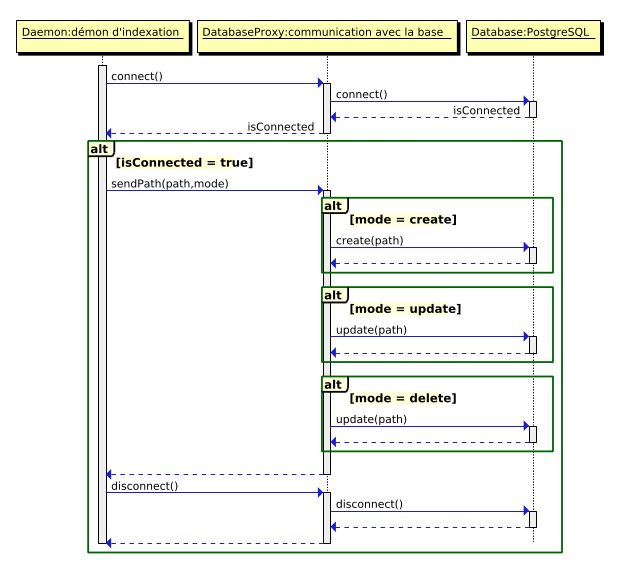 Daemon:démon d'indexation
DatabaseProxy:communication avec la base
Database:PostgreSQL
connect()
connect()
isConnected
isConnected
alt
[isConnected = true]
sendPath(path,mode)
alt
[mode = create]
create(path)
alt
[mode = update]
update(path)
alt
[mode = delete]
update(path)
disconnect()
disconnect()